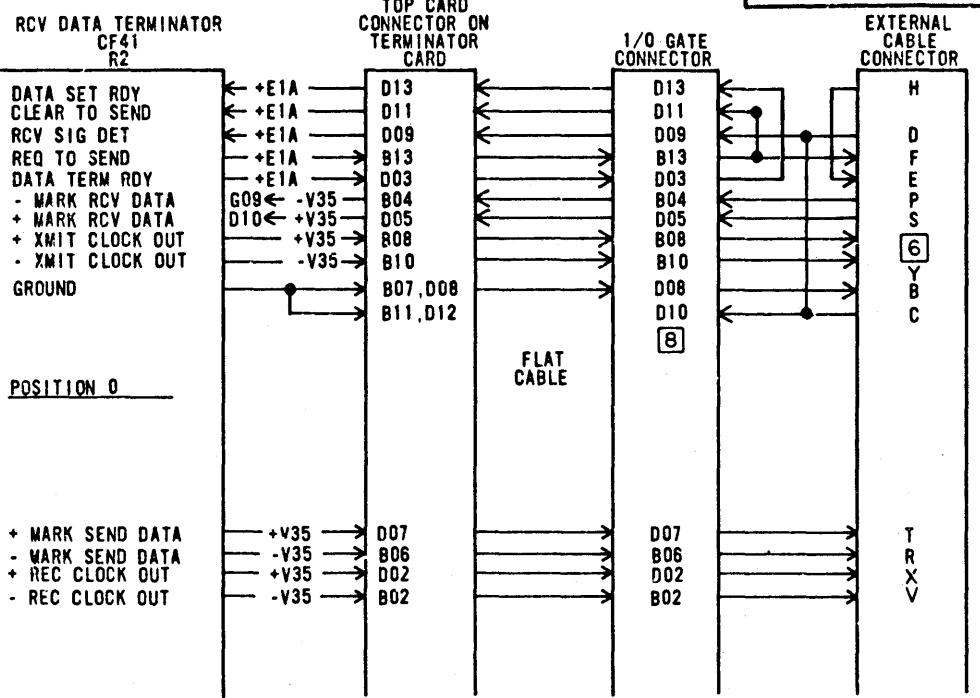 RCV DATA TERMINATOR
CF41
R2
TOP CARD
CONNECTOR ON
TERMINATOR
CARD
I/O GATE
CONNECTOR
EXTERNAL
CABLE
CONNECTOR
DATA SET RDY +E1A D13 D13 H
CLEAR TO SEND +E1A D11 D11
RCV SIG DET +E1A D09 D09 D
REQ TO SEND +E1A B13 B13 F
DATA TERM RDY +E1A D03 D03 E
- MARK RCV DATA G09 -V35 B04 B04 P
+ MARK RCV DATA D10 +V35 D05 D05 S
+ XMIT CLOCK OUT +V35 B08 B08 6
- XMIT CLOCK OUT -V35 B10 B10 Y
GROUND B07,D08 D08 B
B11,D12 D10 C
8
FLAT
CABLE
POSITION 0
+ MARK SEND DATA +V35 D07 D07 T
- MARK SEND DATA -V35 B06 B06 R
+ REC CLOCK OUT +V35 D02 D02 X
- REC CLOCK OUT -V35 B02 B02 V